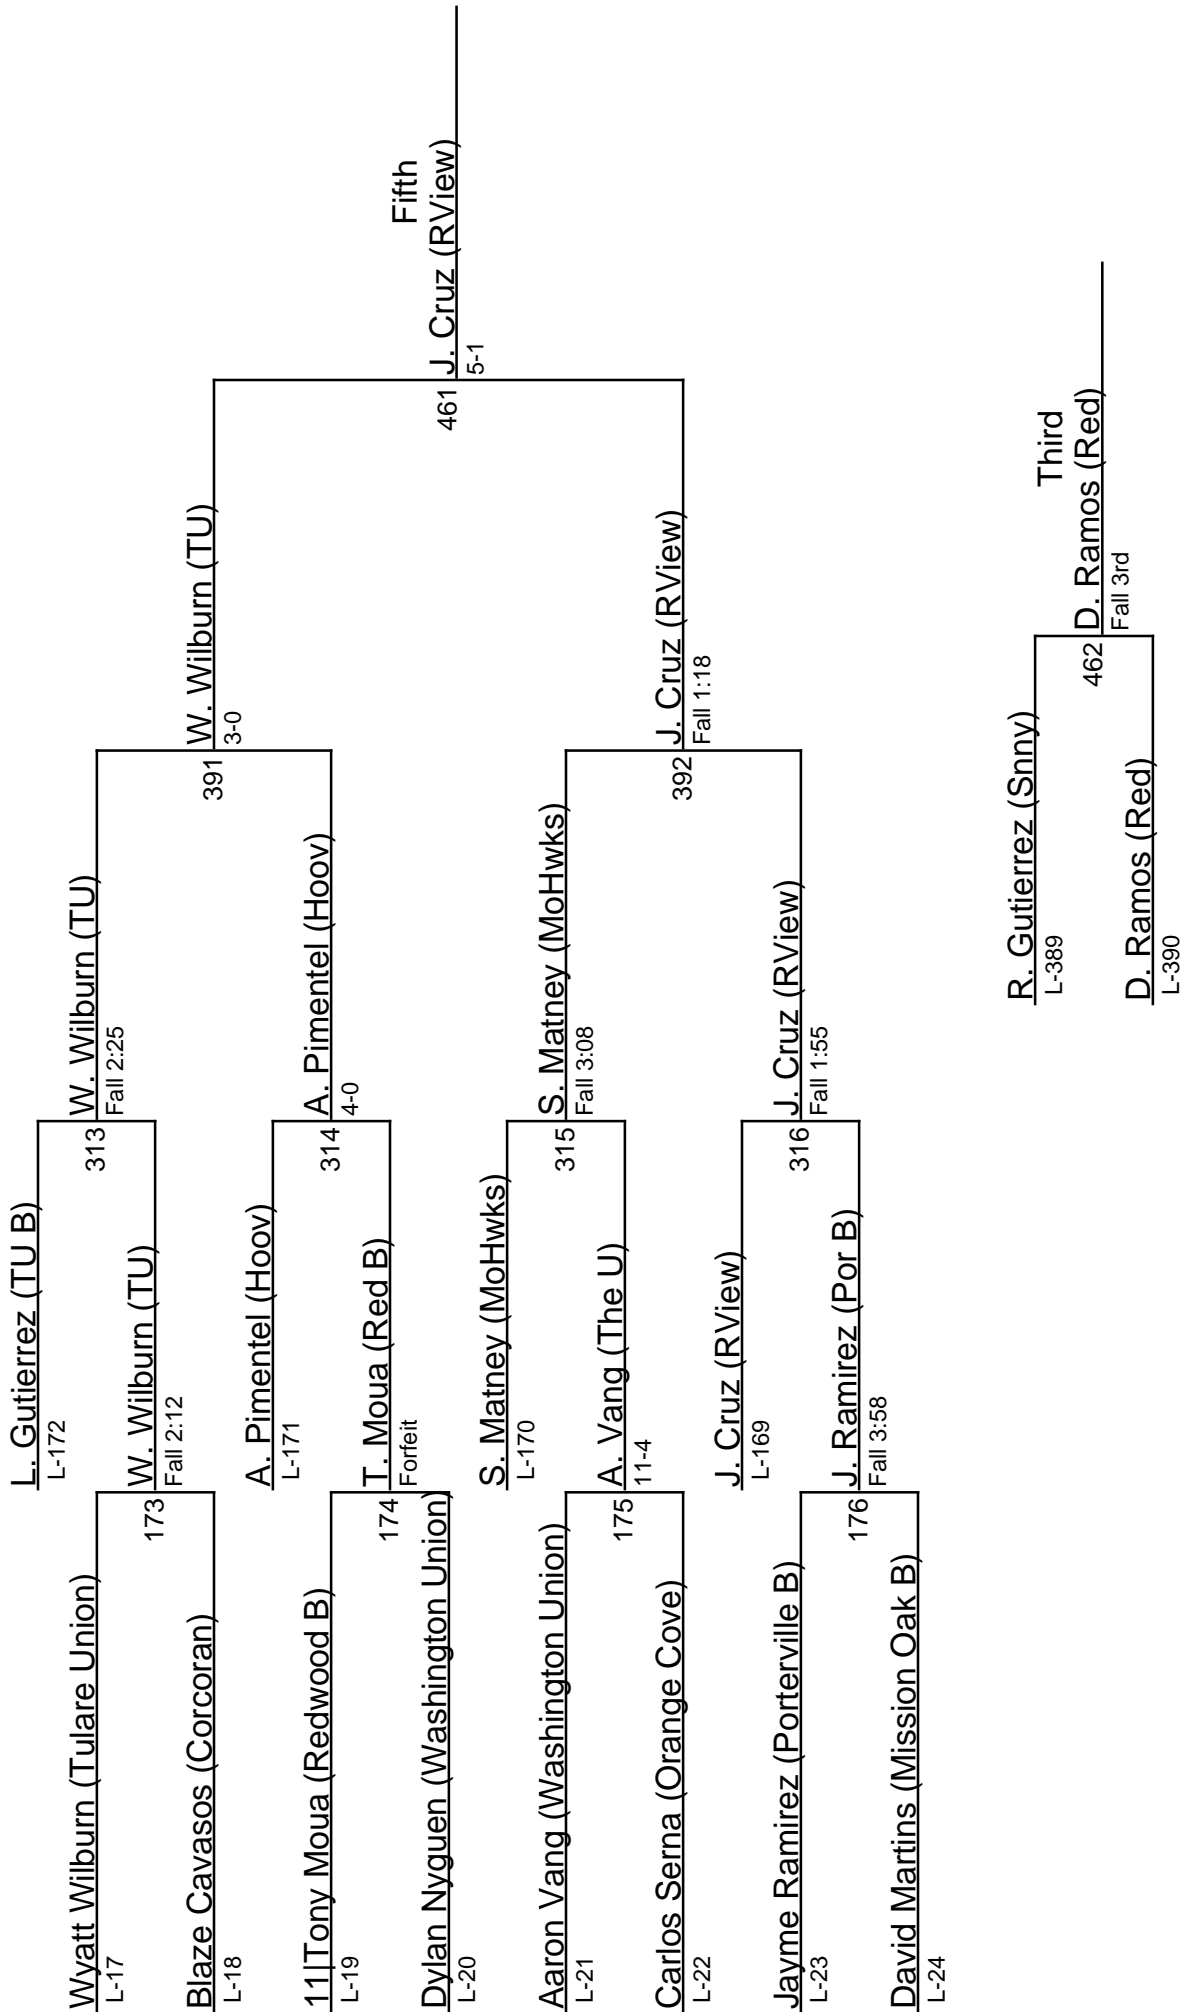 Wyatt Wilburn (Tulare Union)
L-17
Blaze Cavasos (Corcoran)
L-18
11|Tony Moua (Redwood B)
L-19
Dylan Nyguen (Washington Union)
L-20
Aaron Vang (Washington Union)
L-21
Carlos Serna (Orange Cove)
L-22
Jayme Ramirez (Porterville B)
L-23
David Martins (Mission Oak B)
L-24
173
174
175
176
L. Gutierrez (TU B)
L-172
W. Wilburn (TU)
Fall 2:12
A. Pimentel (Hoov)
L-171
T. Moua (Red B)
Forfeit
S. Matney (MoHwks)
L-170
A. Vang (The U)
11-4
J. Cruz (RView)
L-169
J. Ramirez (Por B)
Fall 3:58
313
314
315
316
W. Wilburn (TU)
Fall 2:25
A. Pimentel (Hoov)
4-0
S. Matney (MoHwks)
Fall 3:08
J. Cruz (RView)
Fall 1:55
391
392
W. Wilburn (TU)
3-0
J. Cruz (RView)
Fall 1:18
461
Fifth
J. Cruz (RView)
5-1
R. Gutierrez (Snny)
L-389
D. Ramos (Red)
L-390
462
Third
D. Ramos (Red)
Fall 3rd